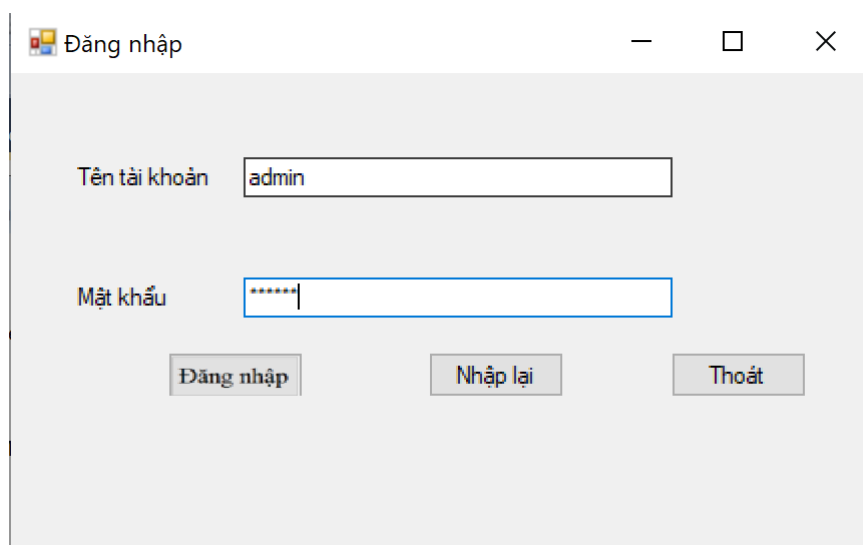 Đăng nhập
Tên tài khoản admin
Mật khẩu ******
Đăng nhập Nhập lại Thoát